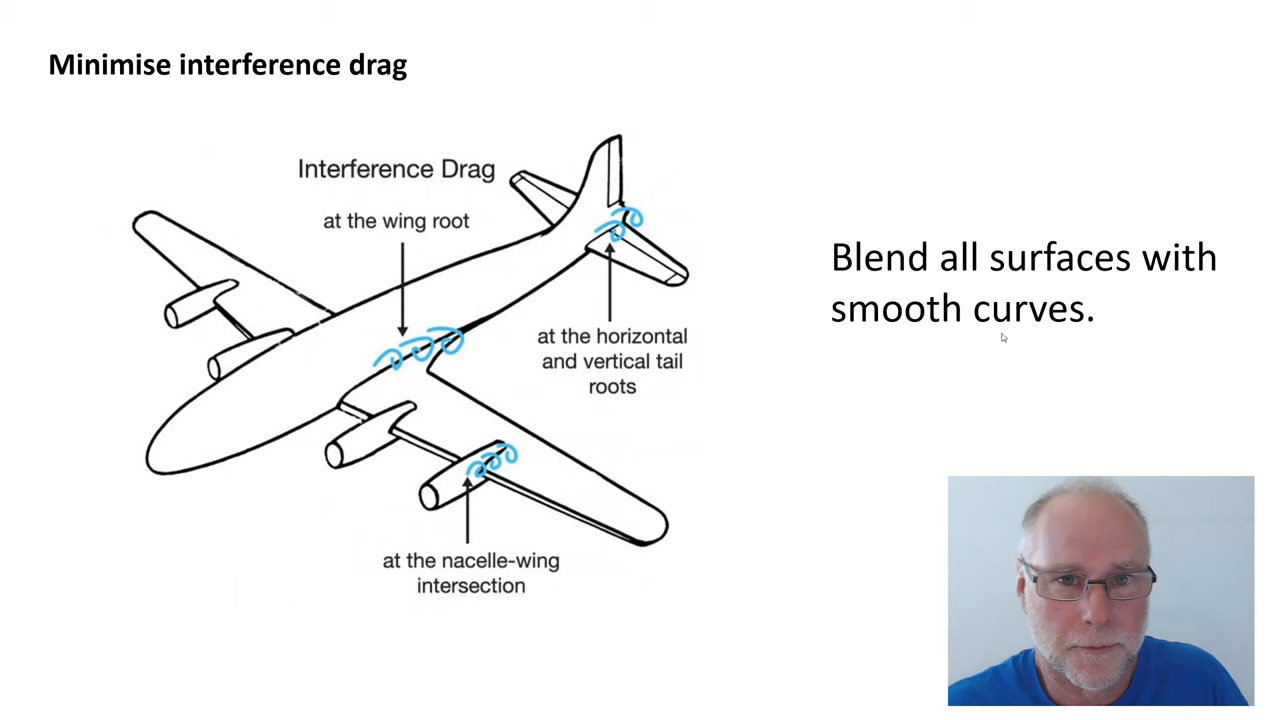 Minimise interference drag
Interference Drag
at the wing root
at the horizontal
and vertical tail
roots
at the nacelle-wing
intersection
Blend all surfaces with
smooth curves.